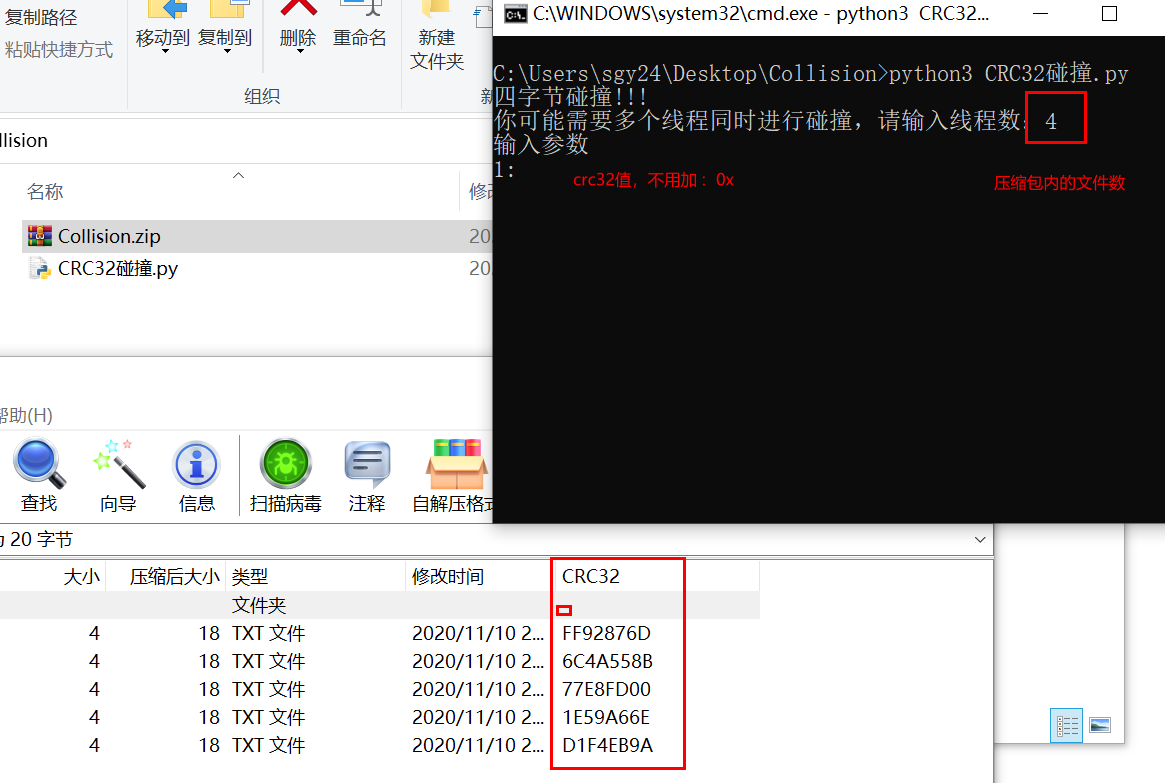 复制路径
粘贴快捷方式
移动到
复制到
删除
重命名
新建
文件夹
组织
llision
名称
Collision.zip
20
CRC32碰撞.py
20
C:\WINDOWS\system32\cmd.exe - python3 CRC32...
C:\Users\sgy24\Desktop\Collision>python3 CRC32碰撞.py
四字节碰撞!!!
你可能需要多个线程同时进行碰撞，请输入线程数: 4
输入参数
1:
crc32值，不用加：0x
压缩包内的文件数
帮助(H)
查找
向导
信息
扫描病毒
注释
自解压格式
为 20 字节
大小 压缩后大小 类型 修改时间 CRC32
文件夹
4 18 TXT 文件 2020/11/10 2... FF92876D
4 18 TXT 文件 2020/11/10 2... 6C4A558B
4 18 TXT 文件 2020/11/10 2... 77E8FD00
4 18 TXT 文件 2020/11/10 2... 1E59A66E
4 18 TXT 文件 2020/11/10 2... D1F4EB9A